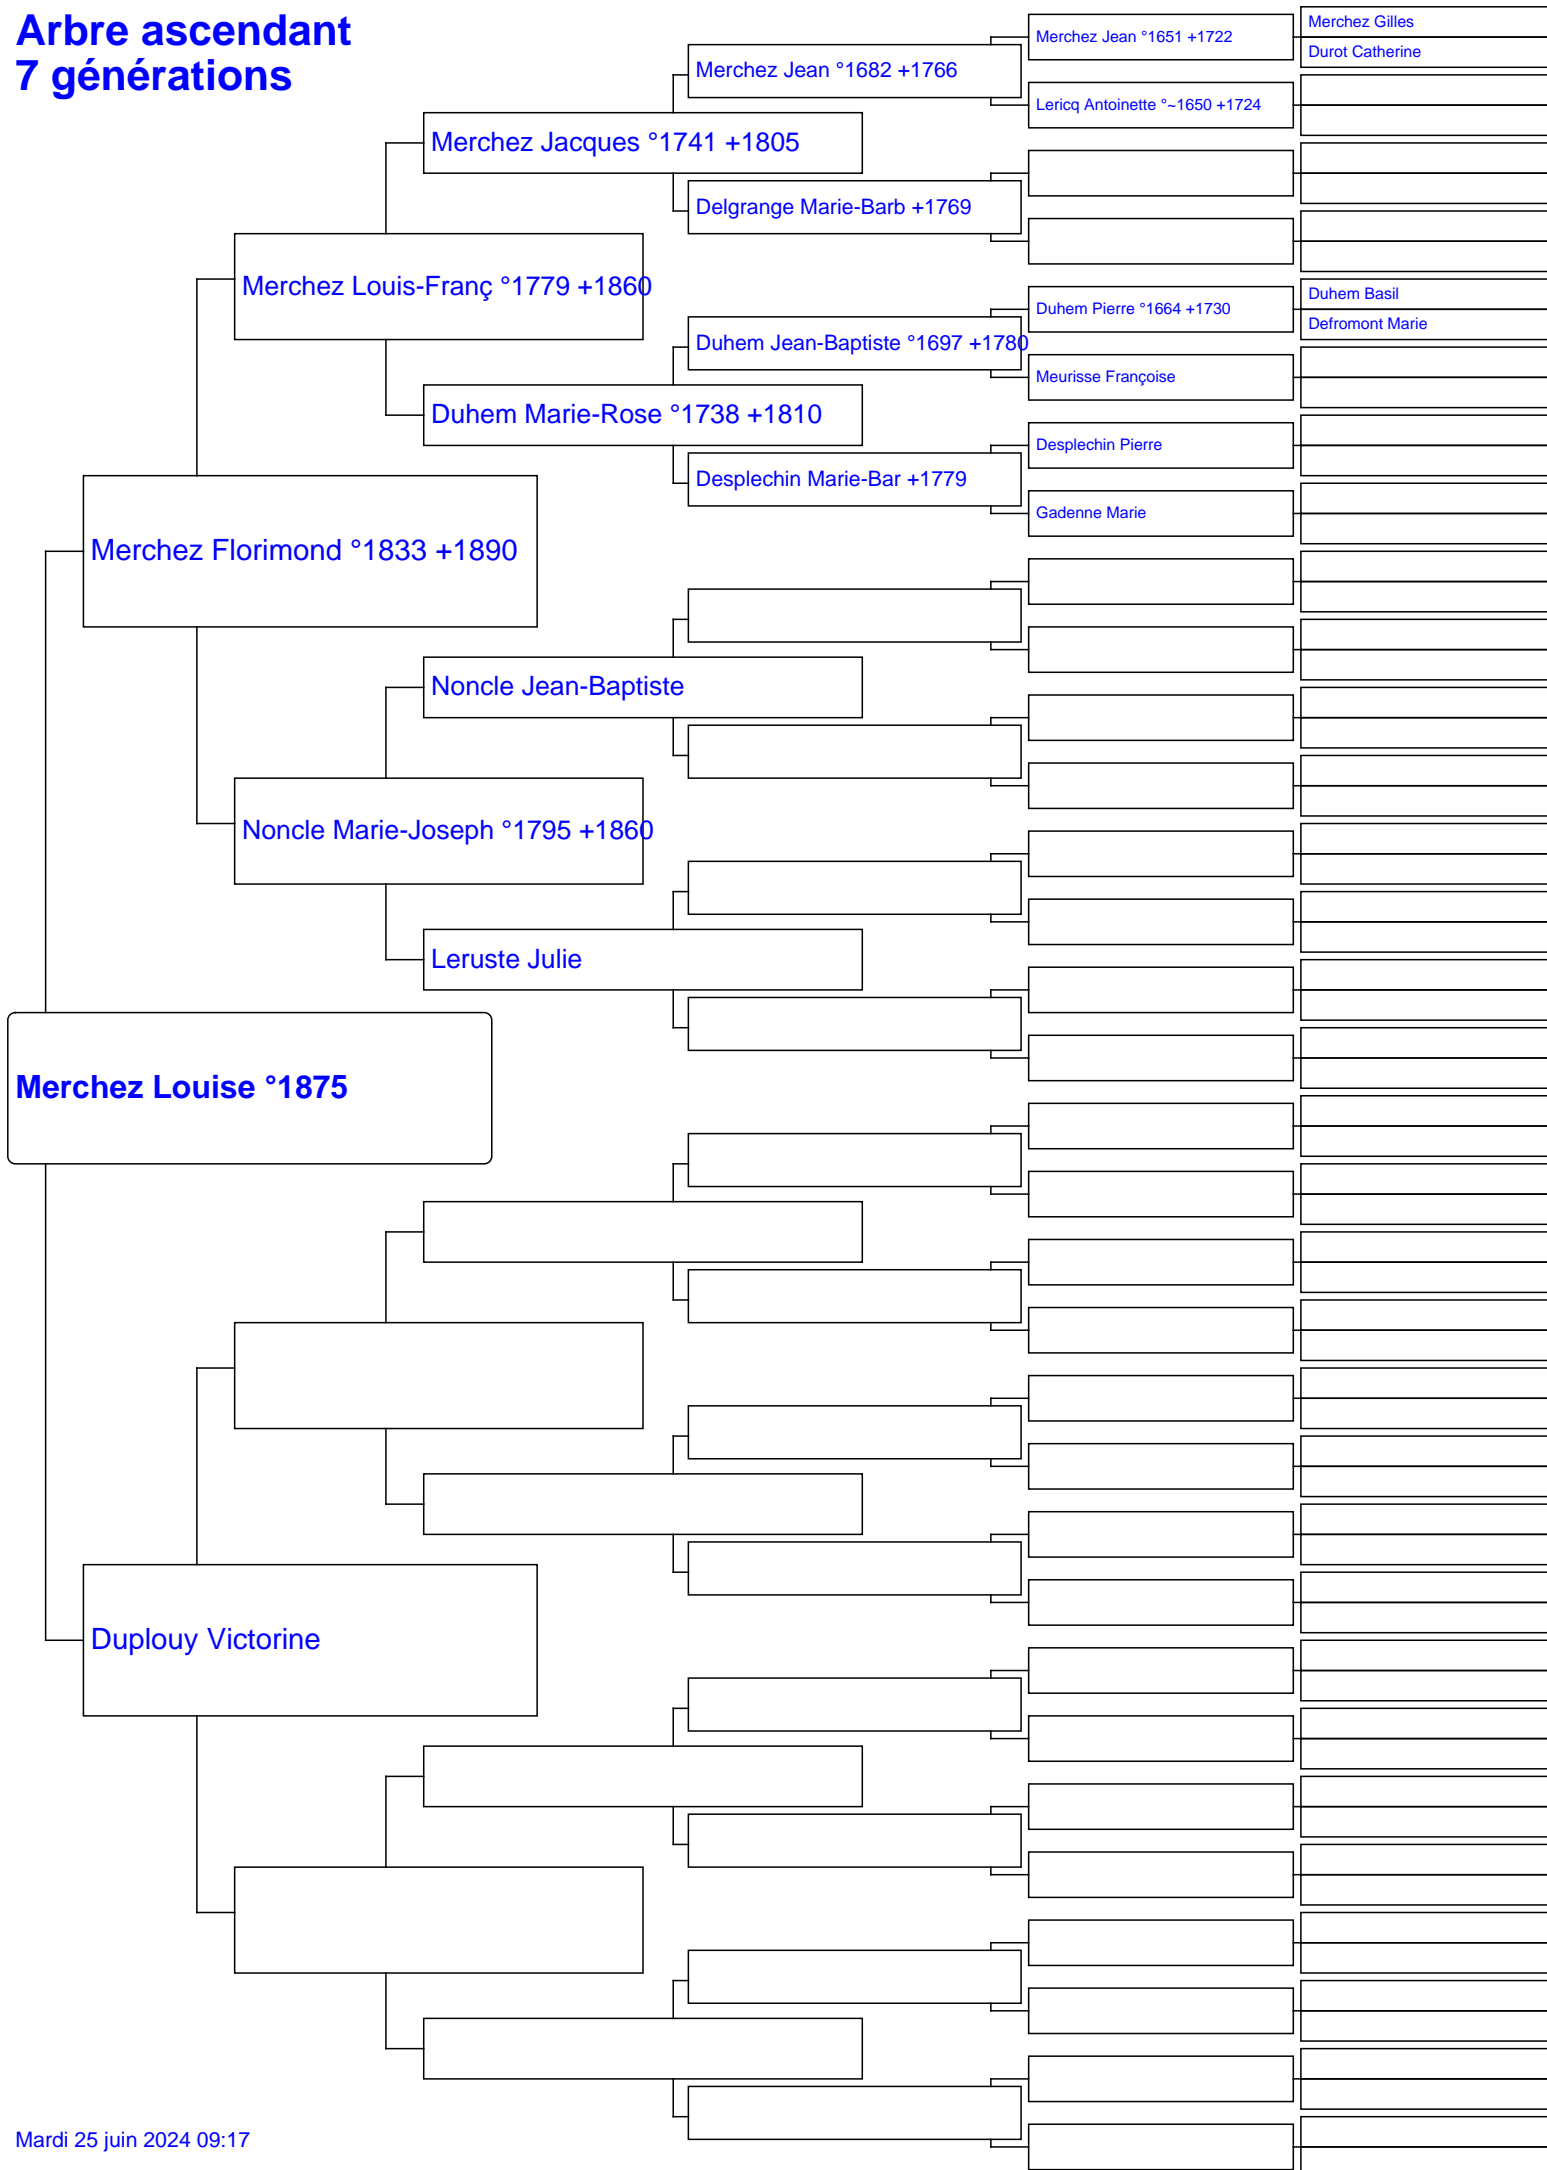 Arbre ascendant
7 générations
Merchez Gilles
Merchez Jean °1651 +1722
Durot Catherine
Merchez Jean °1682 +1766
Lericq Antoinette °~1650 +1724
Merchez Jacques °1741 +1805
Delgrange Marie-Barb +1769
Merchez Louis-Franç °1779 +1860
Duhem Basil
Duhem Pierre °1664 +1730
Defromont Marie
Duhem Jean-Baptiste °1697 +1780
Meurisse Françoise
Duhem Marie-Rose °1738 +1810
Desplechin Pierre
Desplechin Marie-Bar +1779
Gadenne Marie
Merchez Florimond °1833 +1890
Noncle Jean-Baptiste
Noncle Marie-Joseph °1795 +1860
Leruste Julie
Merchez Louise °1875
Duplouy Victorine
Mardi 25 juin 2024 09:17